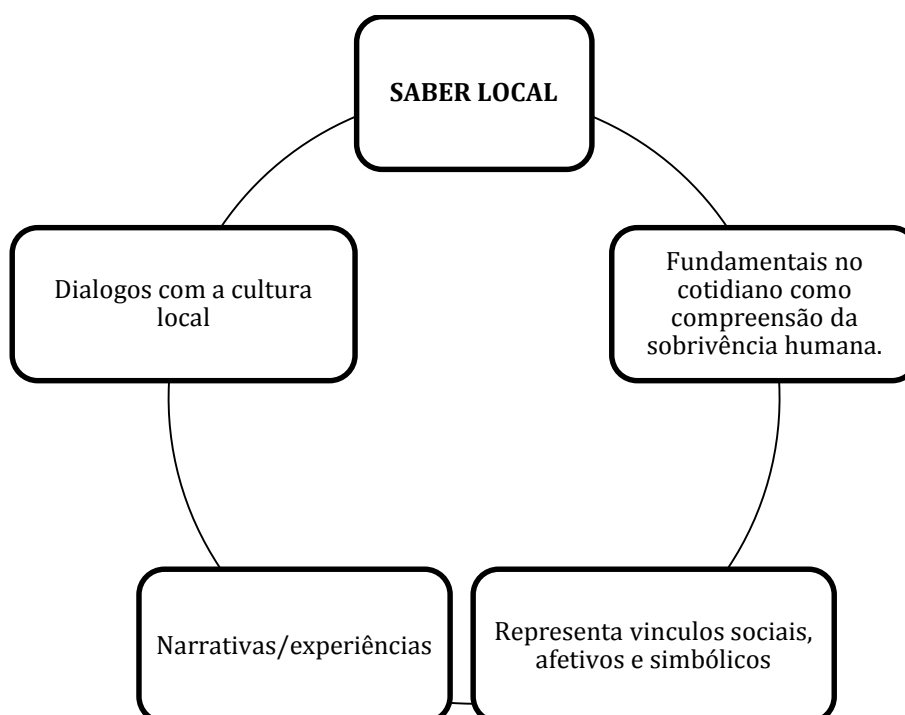 SABER LOCAL
Dialogos com a cultura
local
Fundamentais no
cotidiano como
compreensão da
sobrivência humana.
Narrativas/experiências
Representa vinculos sociais,
afetivos e simbólicos